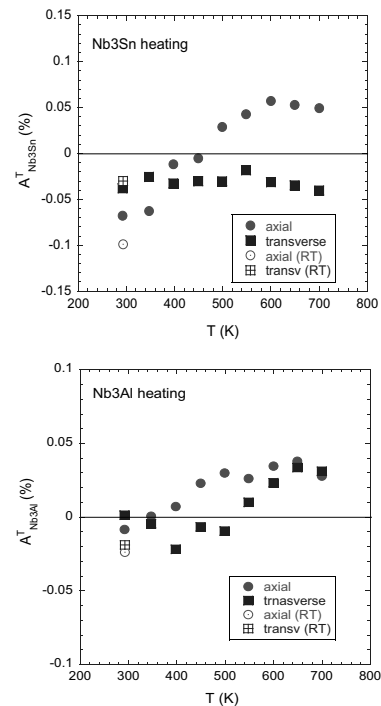 0.15
Nb3Sn heating
0.1
0.05
0
-0.05
-0.1
-0.15
A^T_Nb3Sn (%)
axial
transverse
axial (RT)
transv (RT)
200 300 400 500 600 700 800
T (K)
0.1
Nb3Al heating
0.05
0
-0.05
-0.1
A^T_Nb3Al (%)
axial
trnasverse
axial (RT)
transv (RT)
200 300 400 500 600 700 800
T (K)